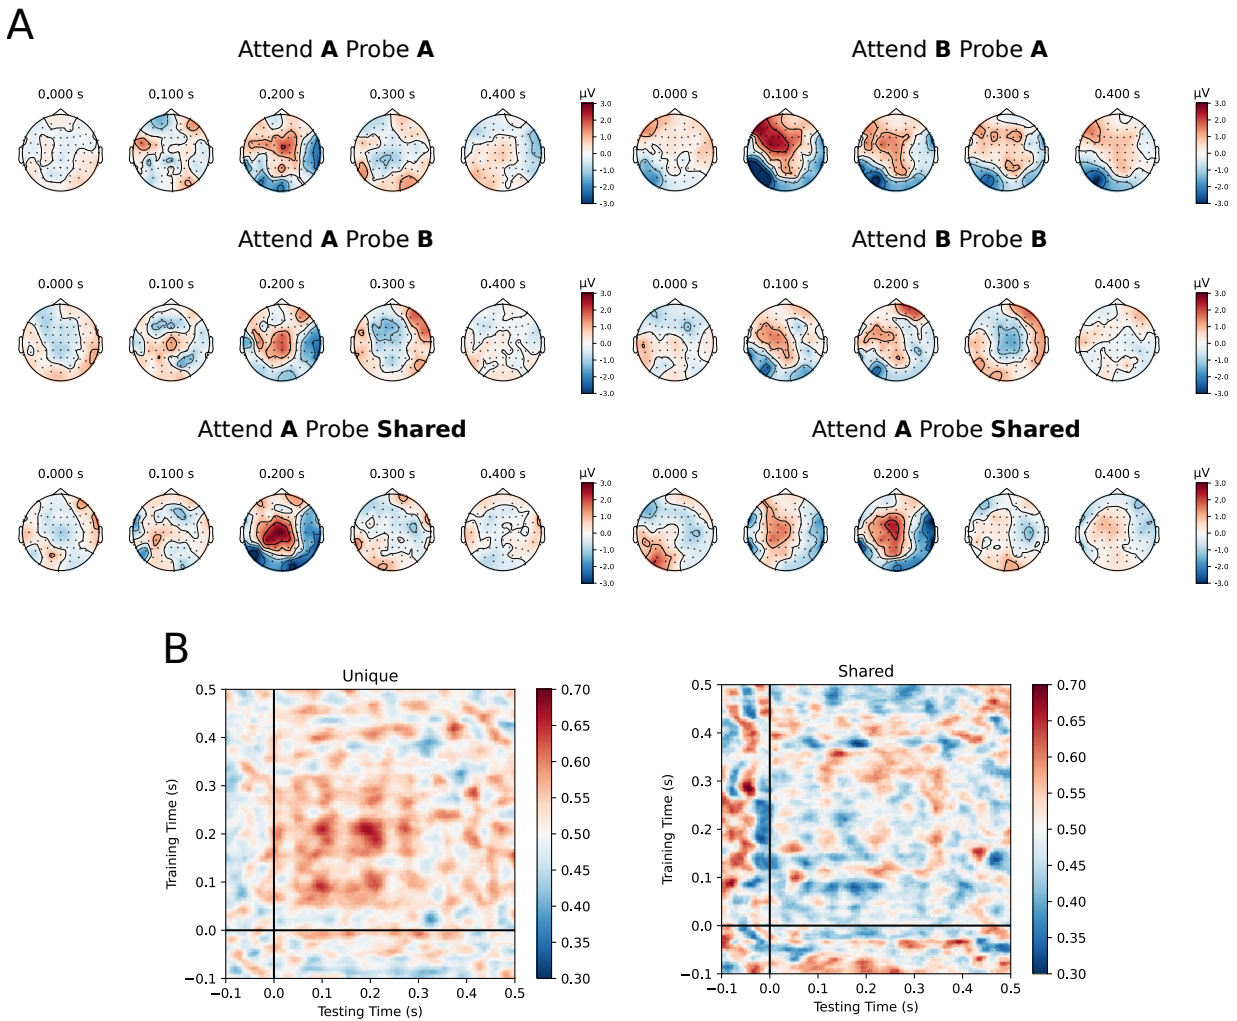 A
Attend A Probe A
Attend B Probe A
0.000 s 0.100 s 0.200 s 0.300 s 0.400 s µV 3.0 2.0 1.0 0.0 -1.0 -2.0 -3.0
0.000 s 0.100 s 0.200 s 0.300 s 0.400 s µV 3.0 2.0 1.0 0.0 -1.0 -2.0 -3.0
Attend A Probe B
Attend B Probe B
0.000 s 0.100 s 0.200 s 0.300 s 0.400 s µV 3.0 2.0 1.0 0.0 -1.0 -2.0 -3.0
0.000 s 0.100 s 0.200 s 0.300 s 0.400 s µV 3.0 2.0 1.0 0.0 -1.0 -2.0 -3.0
Attend A Probe Shared
Attend A Probe Shared
0.000 s 0.100 s 0.200 s 0.300 s 0.400 s µV 3.0 2.0 1.0 0.0 -1.0 -2.0 -3.0
0.000 s 0.100 s 0.200 s 0.300 s 0.400 s µV 3.0 2.0 1.0 0.0 -1.0 -2.0 -3.0
B
Unique
Training Time (s)
0.5 0.4 0.3 0.2 0.1 0.0 −0.1
−0.1 0.0 0.1 0.2 0.3 0.4 0.5
Testing Time (s)
0.70 0.65 0.60 0.55 0.50 0.45 0.40 0.35 0.30
Shared
Training Time (s)
0.5 0.4 0.3 0.2 0.1 0.0 −0.1
−0.1 0.0 0.1 0.2 0.3 0.4 0.5
Testing Time (s)
0.70 0.65 0.60 0.55 0.50 0.45 0.40 0.35 0.30